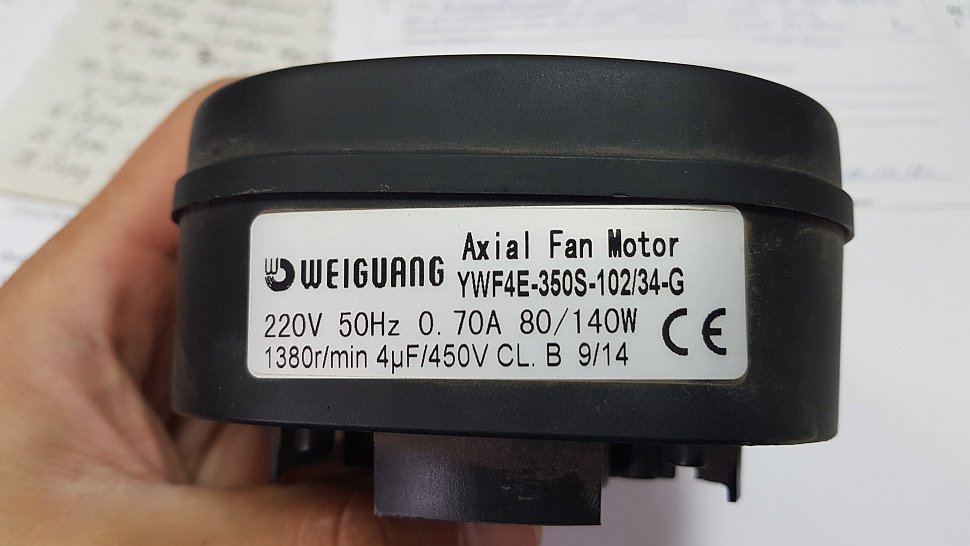 WEIGUANG
Axial Fan Motor
YWF4E-350S-102/34-G
220V 50Hz 0.70A 80/140W
1380r/min 4μF/450V CL. B 9/14
CE